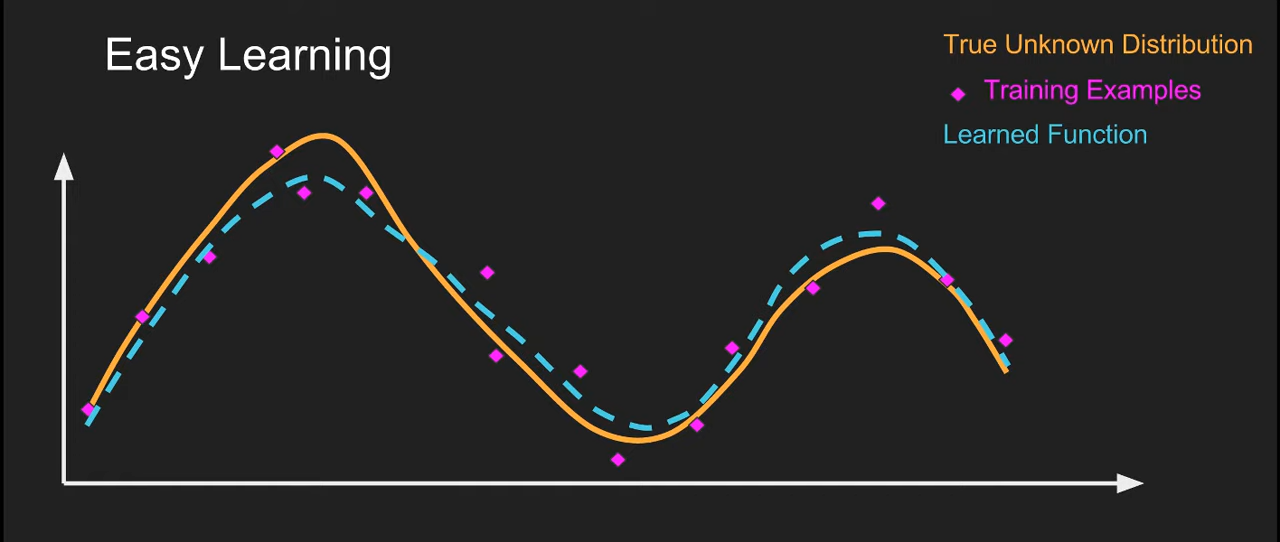 Easy Learning
True Unknown Distribution
Training Examples
Learned Function